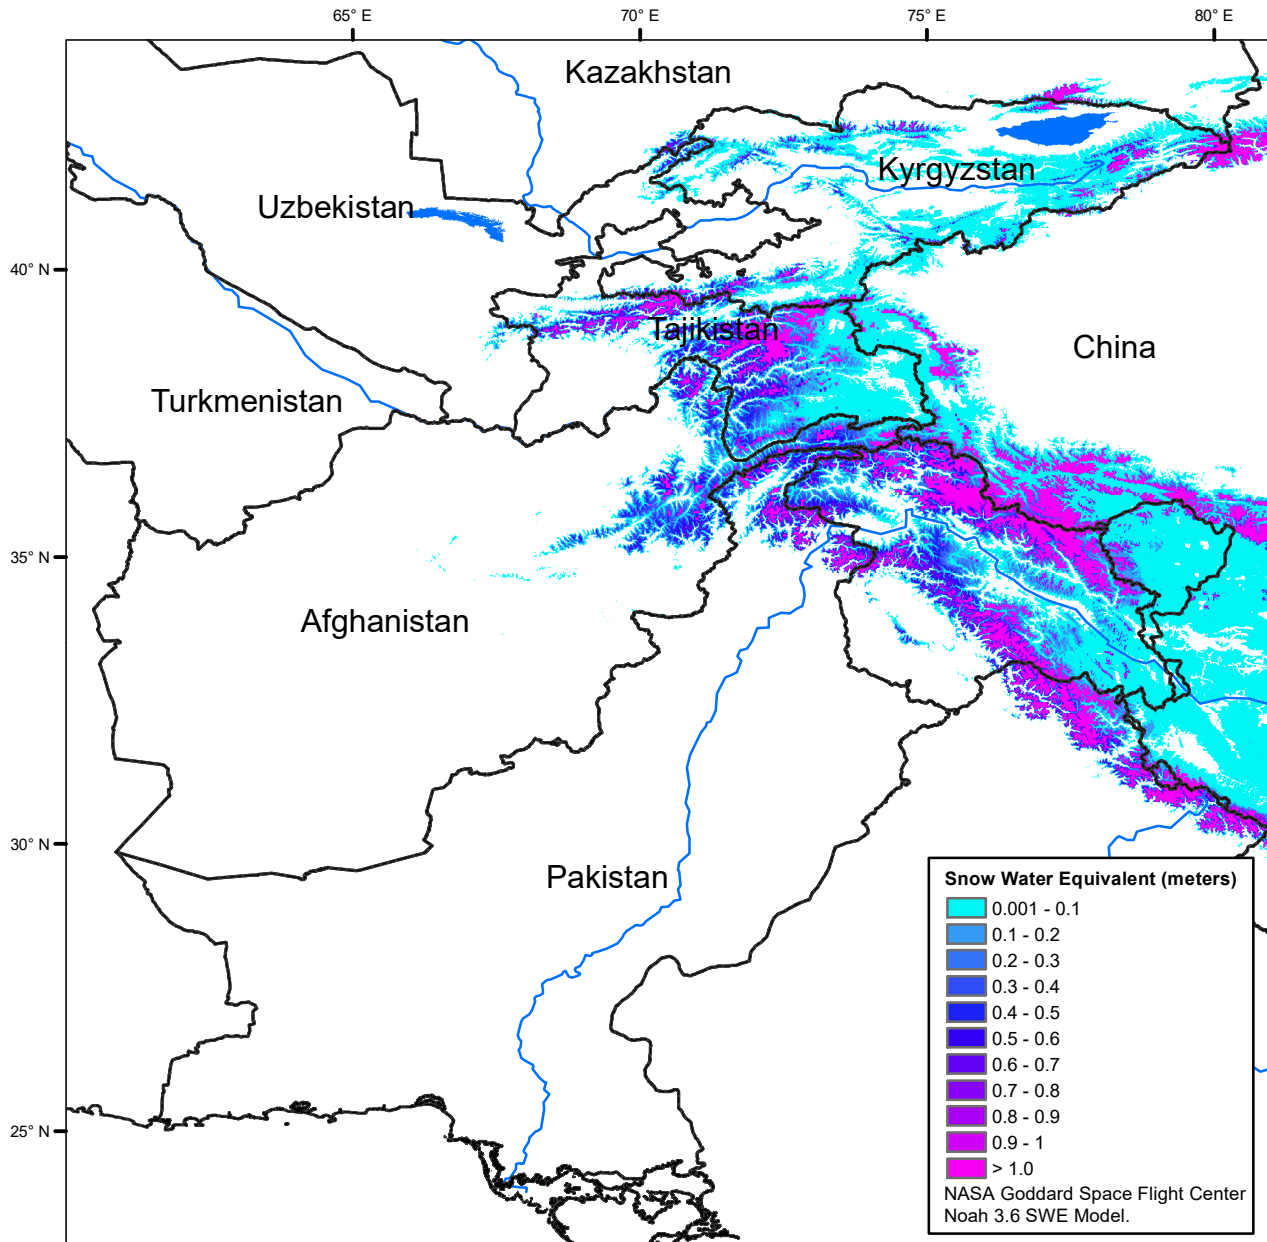 65° E
70° E
75° E
80° E
Kazakhstan
Kyrgyzstan
Uzbekistan
40° N
Tajikistan
China
Turkmenistan
35° N
Afghanistan
30° N
Pakistan
25° N
Snow Water Equivalent (meters)
0.001 - 0.1
0.1 - 0.2
0.2 - 0.3
0.3 - 0.4
0.4 - 0.5
0.5 - 0.6
0.6 - 0.7
0.7 - 0.8
0.8 - 0.9
0.9 - 1
> 1.0
NASA Goddard Space Flight Center
Noah 3.6 SWE Model.